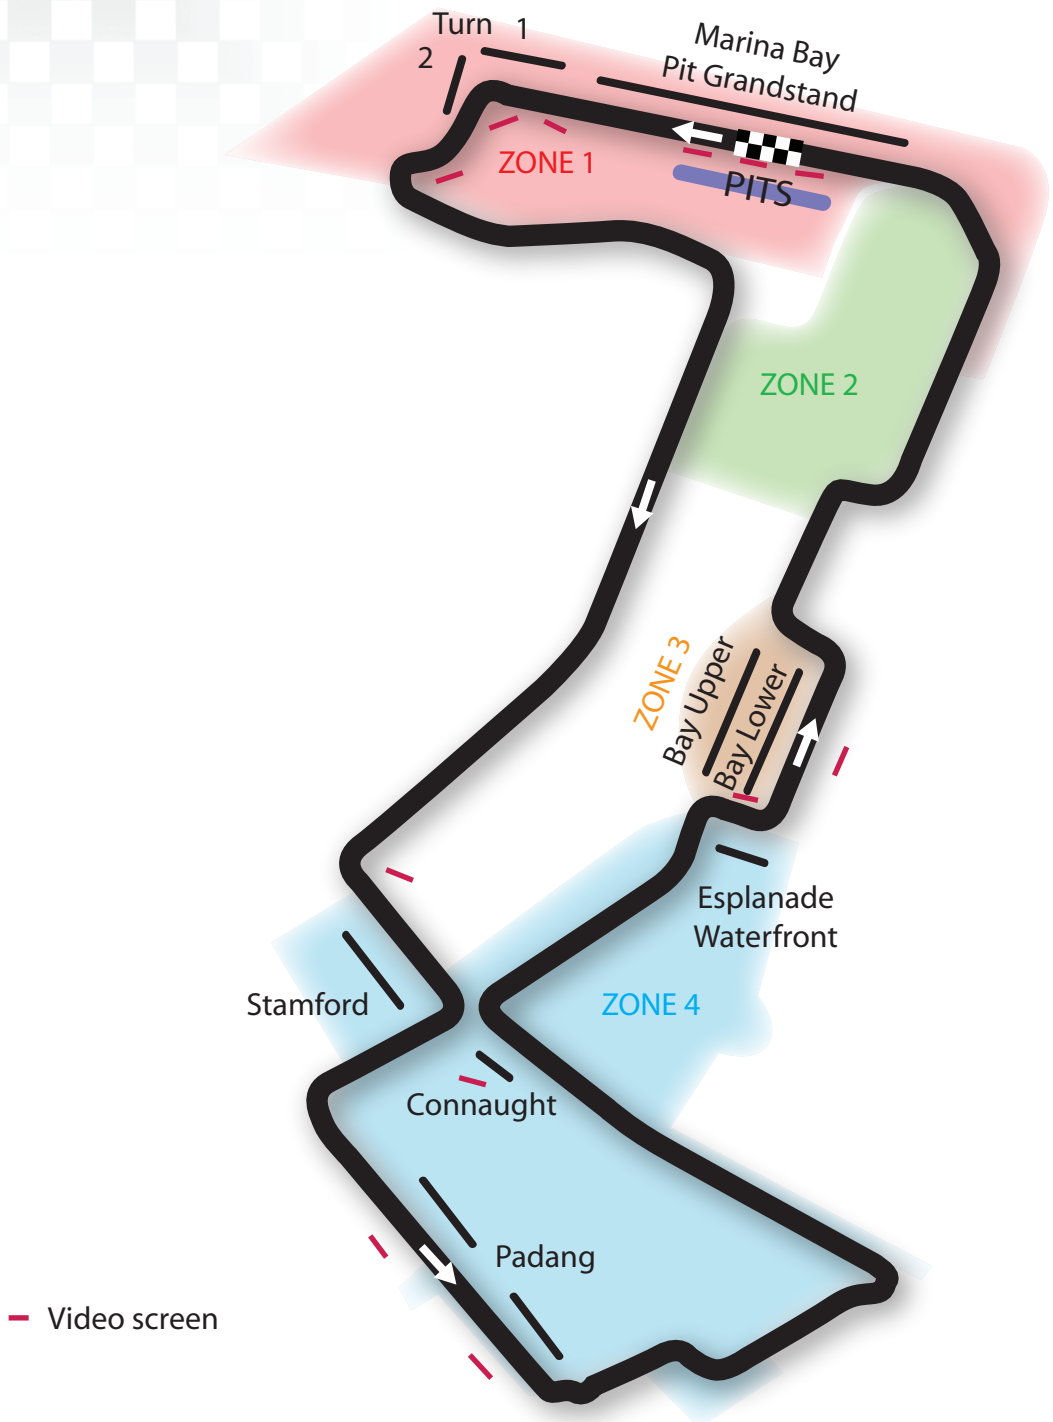 Turn 1
2
Marina Bay
Pit Grandstand
ZONE 1
PITS
ZONE 2
ZONE 3
Bay Upper
Bay Lower
Esplanade
Waterfront
Stamford
ZONE 4
Connaught
Padang
Video screen